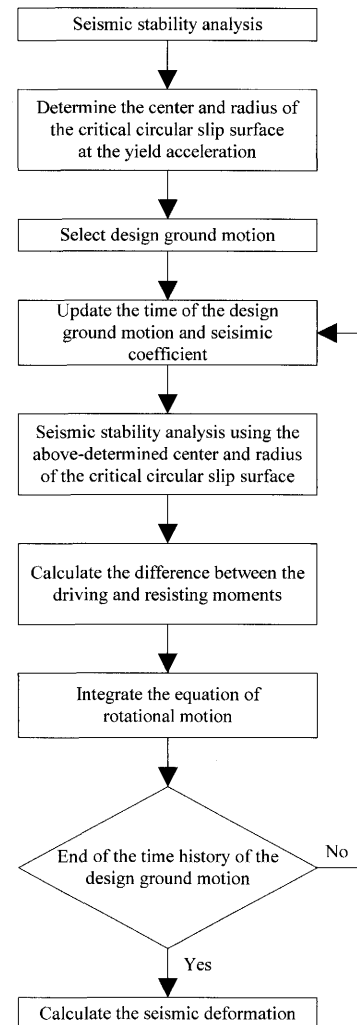 Seismic stability analysis
Determine the center and radius of
the critical circular slip surface
at the yield acceleration
Select design ground motion
Update the time of the design
ground motion and seisimic
coefficient
Seismic stability analysis using the
above-determined center and radius
of the critical circular slip surface
Calculate the difference between the
driving and resisting moments
Integrate the equation of
rotational motion
End of the time history of the
design ground motion
No
Yes
Calculate the seismic deformation